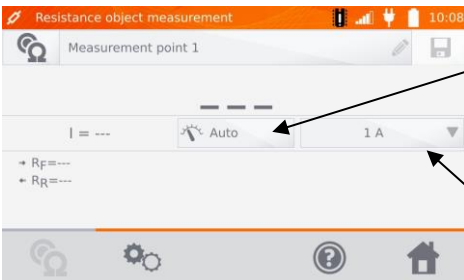 Resistance object measurement 10:08
Measurement point 1
---
I = --- Auto 1 A
RF=---
RR=---
?